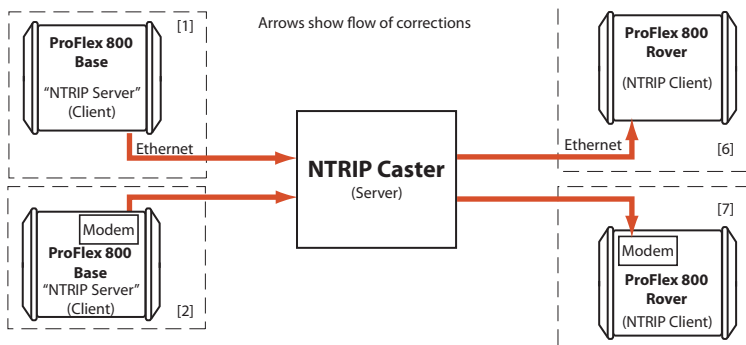 [1]
ProFlex 800
Base
“NTRIP Server”
(Client)
Ethernet
Arrows show flow of corrections
ProFlex 800
Rover
(NTRIP Client)
Ethernet
[6]
NTRIP Caster
(Server)
Modem
ProFlex 800
Base
“NTRIP Server”
(Client)
[2]
[7]
Modem
ProFlex 800
Rover
(NTRIP Client)